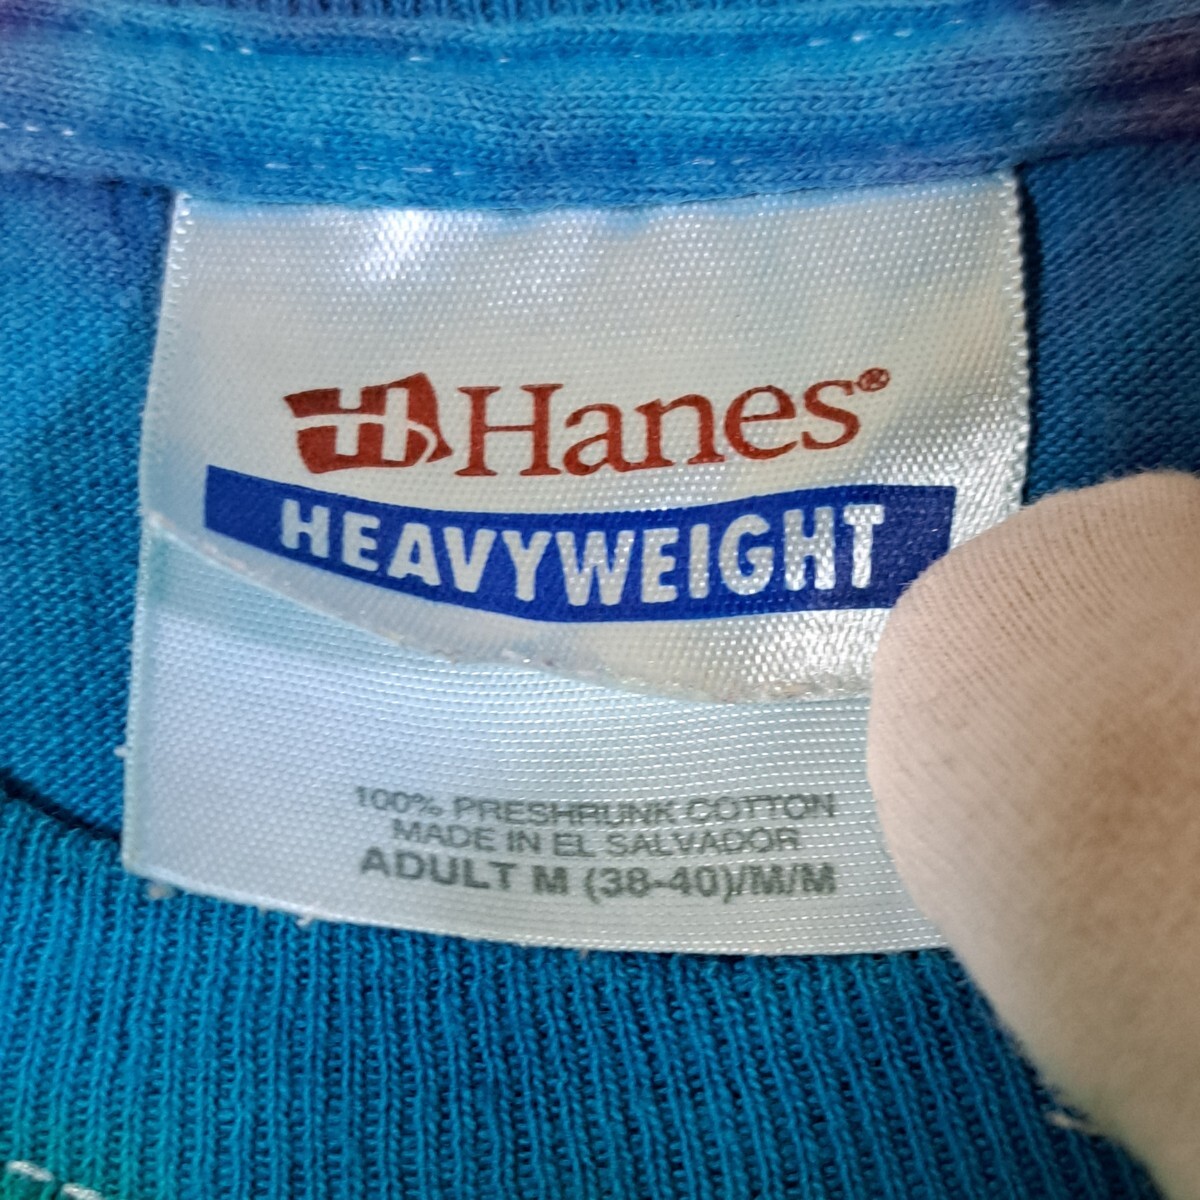 H Hanes®
HEAVYWEIGHT
100% PRESHRUNK COTTON
MADE IN EL SALVADOR
ADULT M (38-40)/M/M